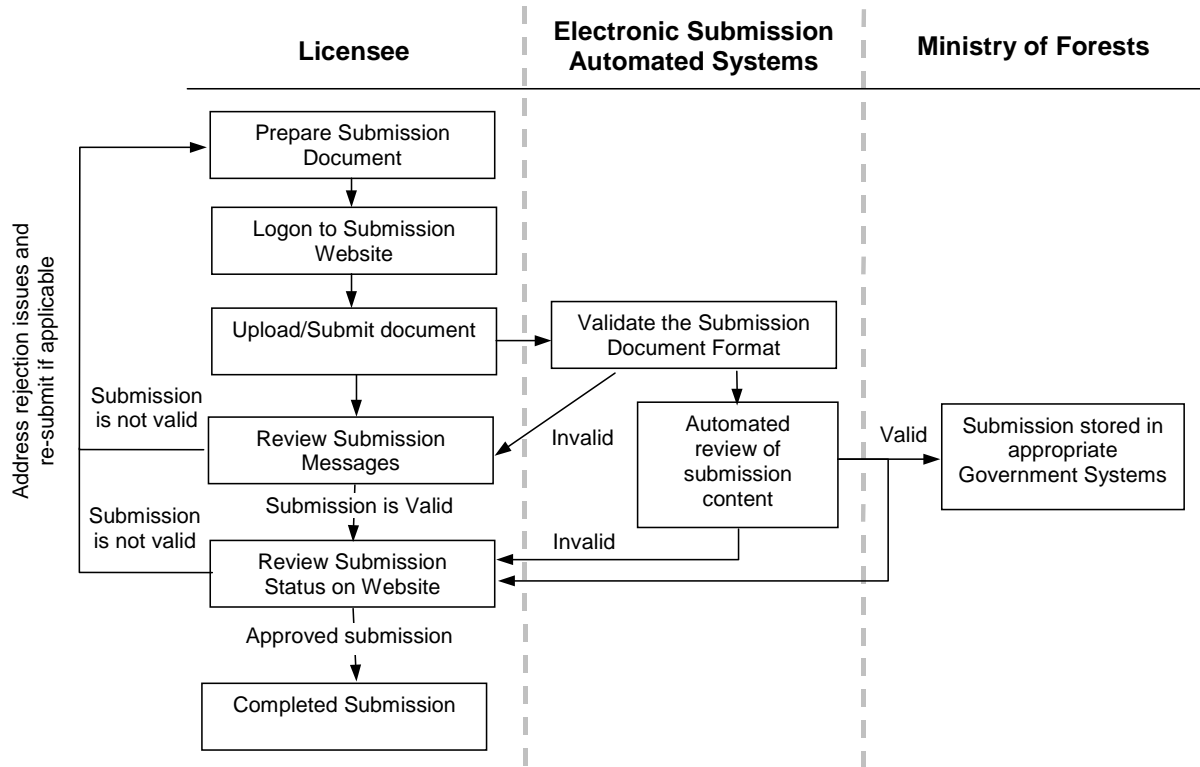 Licensee
Electronic Submission
Automated Systems
Ministry of Forests
Prepare Submission
Document
Logon to Submission
Website
Upload/Submit document
Validate the Submission
Document Format
Address rejection issues and
re-submit if applicable
Submission
is not valid
Review Submission
Messages
Invalid
Automated
review of
submission
content
Valid
Submission stored in
appropriate
Government Systems
Submission is Valid
Submission
is not valid
Invalid
Review Submission
Status on Website
Approved submission
Completed Submission